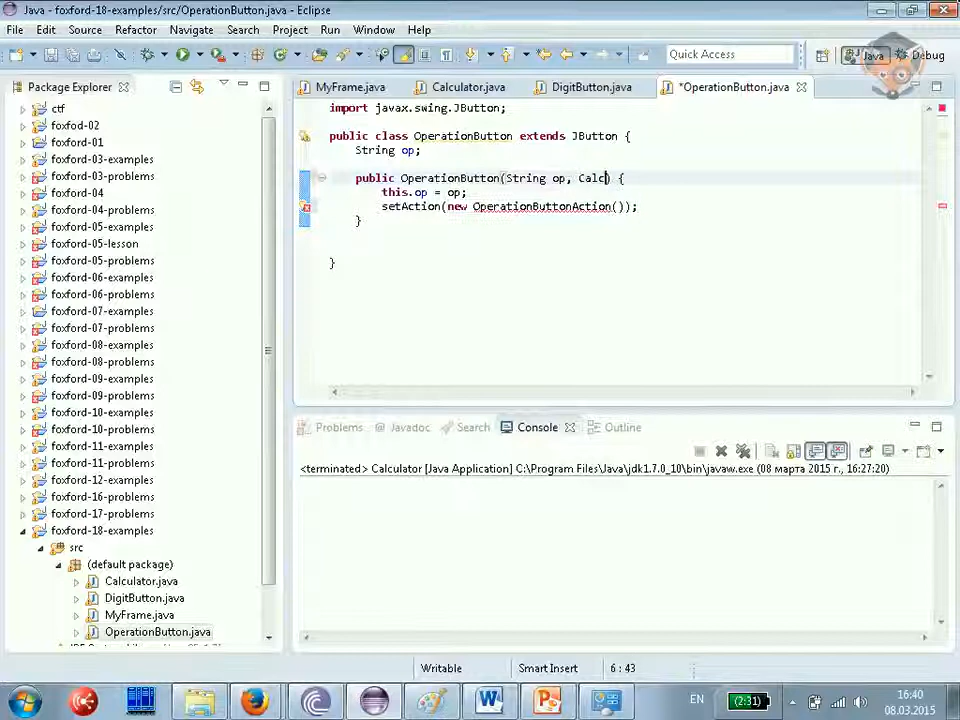 Java - foxford-18-examples/src/OperationButton.java - Eclipse
File Edit Source Refactor Navigate Search Project Run Window Help
Quick Access
Java
Debug
Package Explorer
ctf
foxfod-02
foxford-01
foxford-03-examples
foxford-03-problems
foxford-04
foxford-04-problems
foxford-05-examples
foxford-05-lesson
foxford-05-problems
foxford-06-examples
foxford-06-problems
foxford-07-examples
foxford-07-problems
foxford-08-examples
foxford-08-problems
foxford-09-examples
foxford-09-problems
foxford-10-examples
foxford-10-problems
foxford-11-examples
foxford-11-problems
foxford-12-examples
foxford-16-problems
foxford-17-problems
foxford-18-examples
src
(default package)
Calculator.java
DigitButton.java
MyFrame.java
OperationButton.java
MyFrame.java Calculator.java DigitButton.java *OperationButton.java
import javax.swing.JButton;
public class OperationButton extends JButton {
String op;
public OperationButton(String op, Calc) {
this.op = op;
setAction(new OperationButtonAction());
}
}
Problems Javadoc Search Console Outline
<terminated> Calculator [Java Application] C:\Program Files\Java\jdk1.7.0_10\bin\javaw.exe (08 марта 2015 г., 16:27:20)
Writable Smart Insert 6 : 43
EN
(2:31)
16:40
08.03.2015